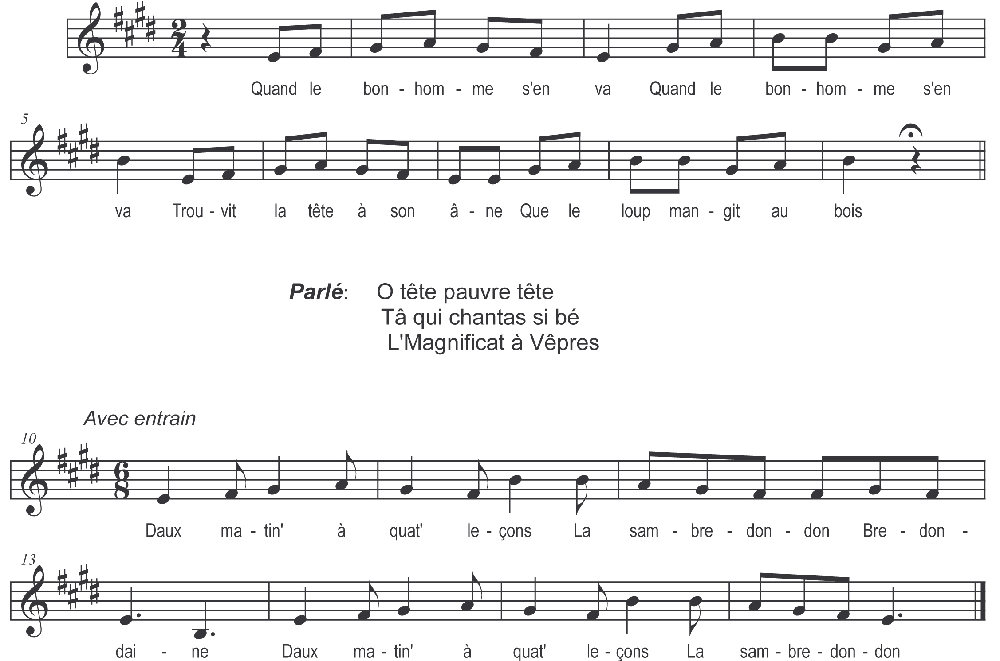 Quand le bon - hom - me s'en va Quand le bon - hom - me s'en
5
va Trou - vit la tête à son â - ne Que le loup man - git au bois
Parlé: O tête pauvre tête
Tâ qui chantas si bé
L'Magnificat à Vêpres
Avec entrain
10
Daux ma - tin' à quat' le - çons La sam - bre - don - don Bre - don -
13
dai - ne Daux ma - tin' à quat' le - çons La sam - bre - don - don